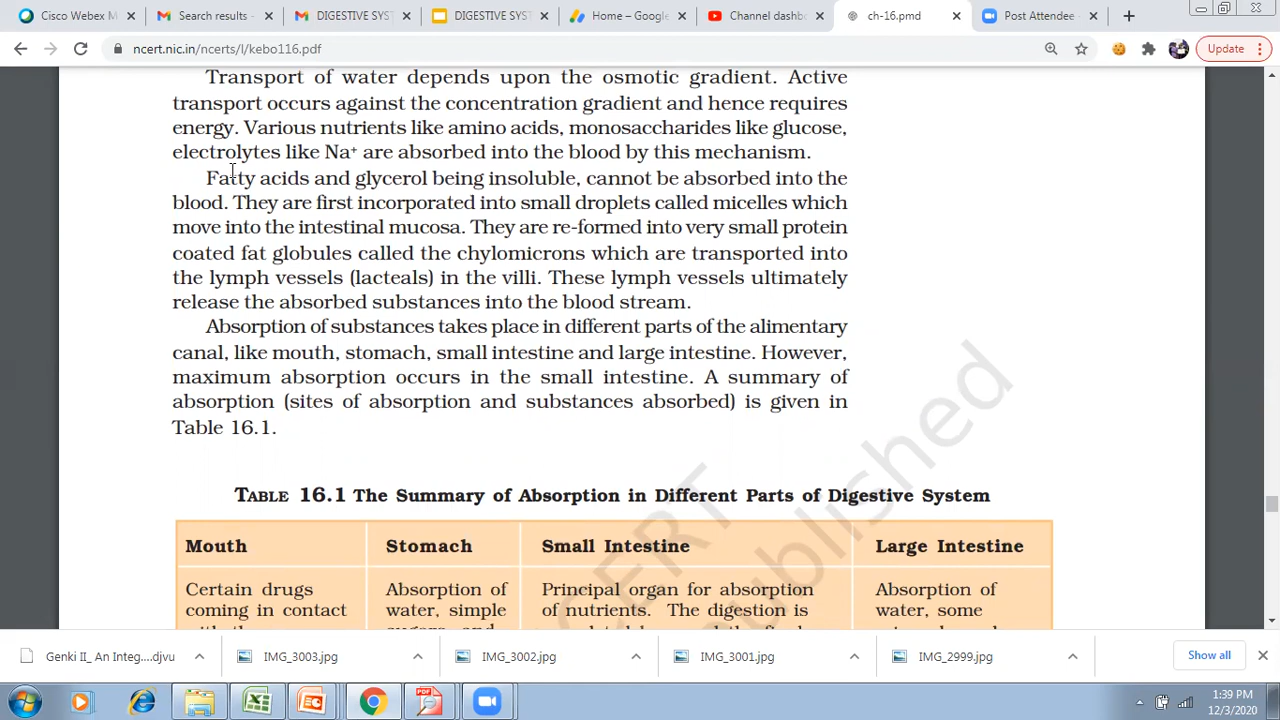 Cisco Webex M
Search results -
DIGESTIVE SYST
DIGESTIVE SYST
Home – Google
Channel dashb
ch-16.pmd
Post Attendee -
ncert.nic.in/ncerts/l/kebo116.pdf
Update
Transport of water depends upon the osmotic gradient. Active
transport occurs against the concentration gradient and hence requires
energy. Various nutrients like amino acids, monosaccharides like glucose,
electrolytes like Na⁺ are absorbed into the blood by this mechanism.
Fatty acids and glycerol being insoluble, cannot be absorbed into the
blood. They are first incorporated into small droplets called micelles which
move into the intestinal mucosa. They are re-formed into very small protein
coated fat globules called the chylomicrons which are transported into
the lymph vessels (lacteals) in the villi. These lymph vessels ultimately
release the absorbed substances into the blood stream.
Absorption of substances takes place in different parts of the alimentary
canal, like mouth, stomach, small intestine and large intestine. However,
maximum absorption occurs in the small intestine. A summary of
absorption (sites of absorption and substances absorbed) is given in
Table 16.1.
TABLE 16.1 The Summary of Absorption in Different Parts of Digestive System
Mouth
Stomach
Small Intestine
Large Intestine
Certain drugs
coming in contact
Absorption of
water, simple
Principal organ for absorption
of nutrients. The digestion is
Absorption of
water, some
CERT
published
Genki II_ An Integ....djvu
IMG_3003.jpg
IMG_3002.jpg
IMG_3001.jpg
IMG_2999.jpg
Show all
1:39 PM
12/3/2020